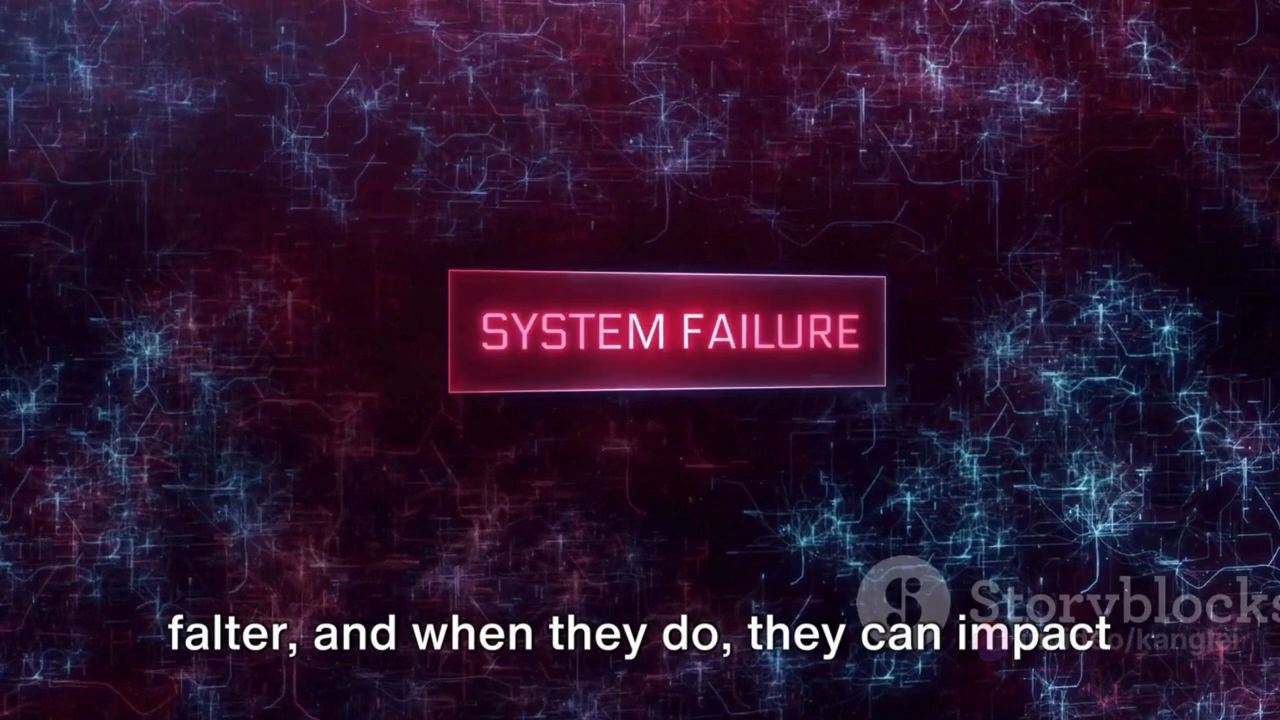 SYSTEM FAILURE
Storyblocks
falter, and when they do, they can impact